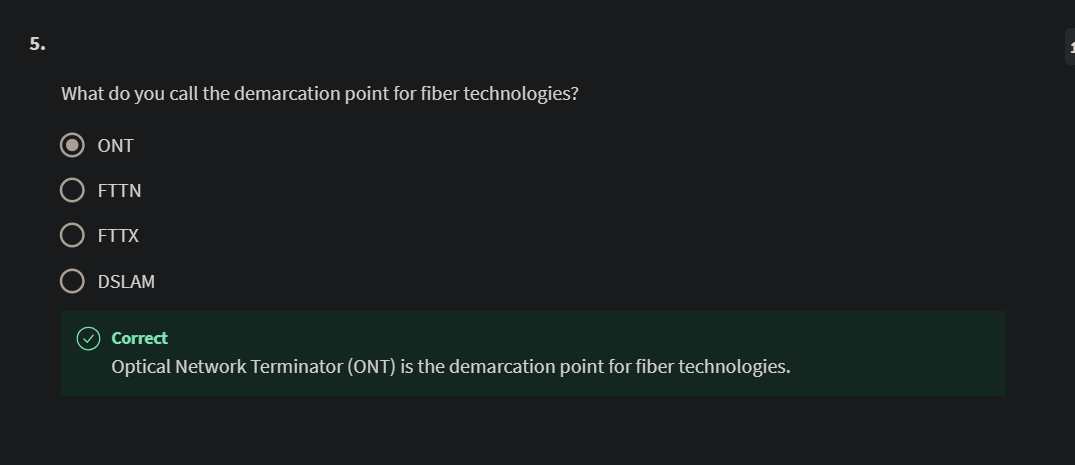 5.
What do you call the demarcation point for fiber technologies?
ONT
FTTN
FTTX
DSLAM
Correct
Optical Network Terminator (ONT) is the demarcation point for fiber technologies.